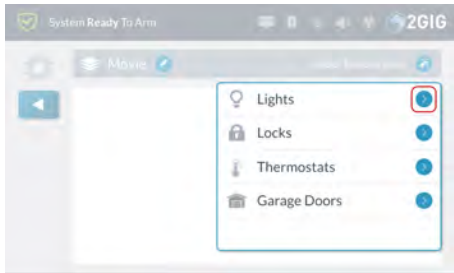 System Ready To Arm
2GIG
Movie
Lights
Locks
Thermostats
Garage Doors